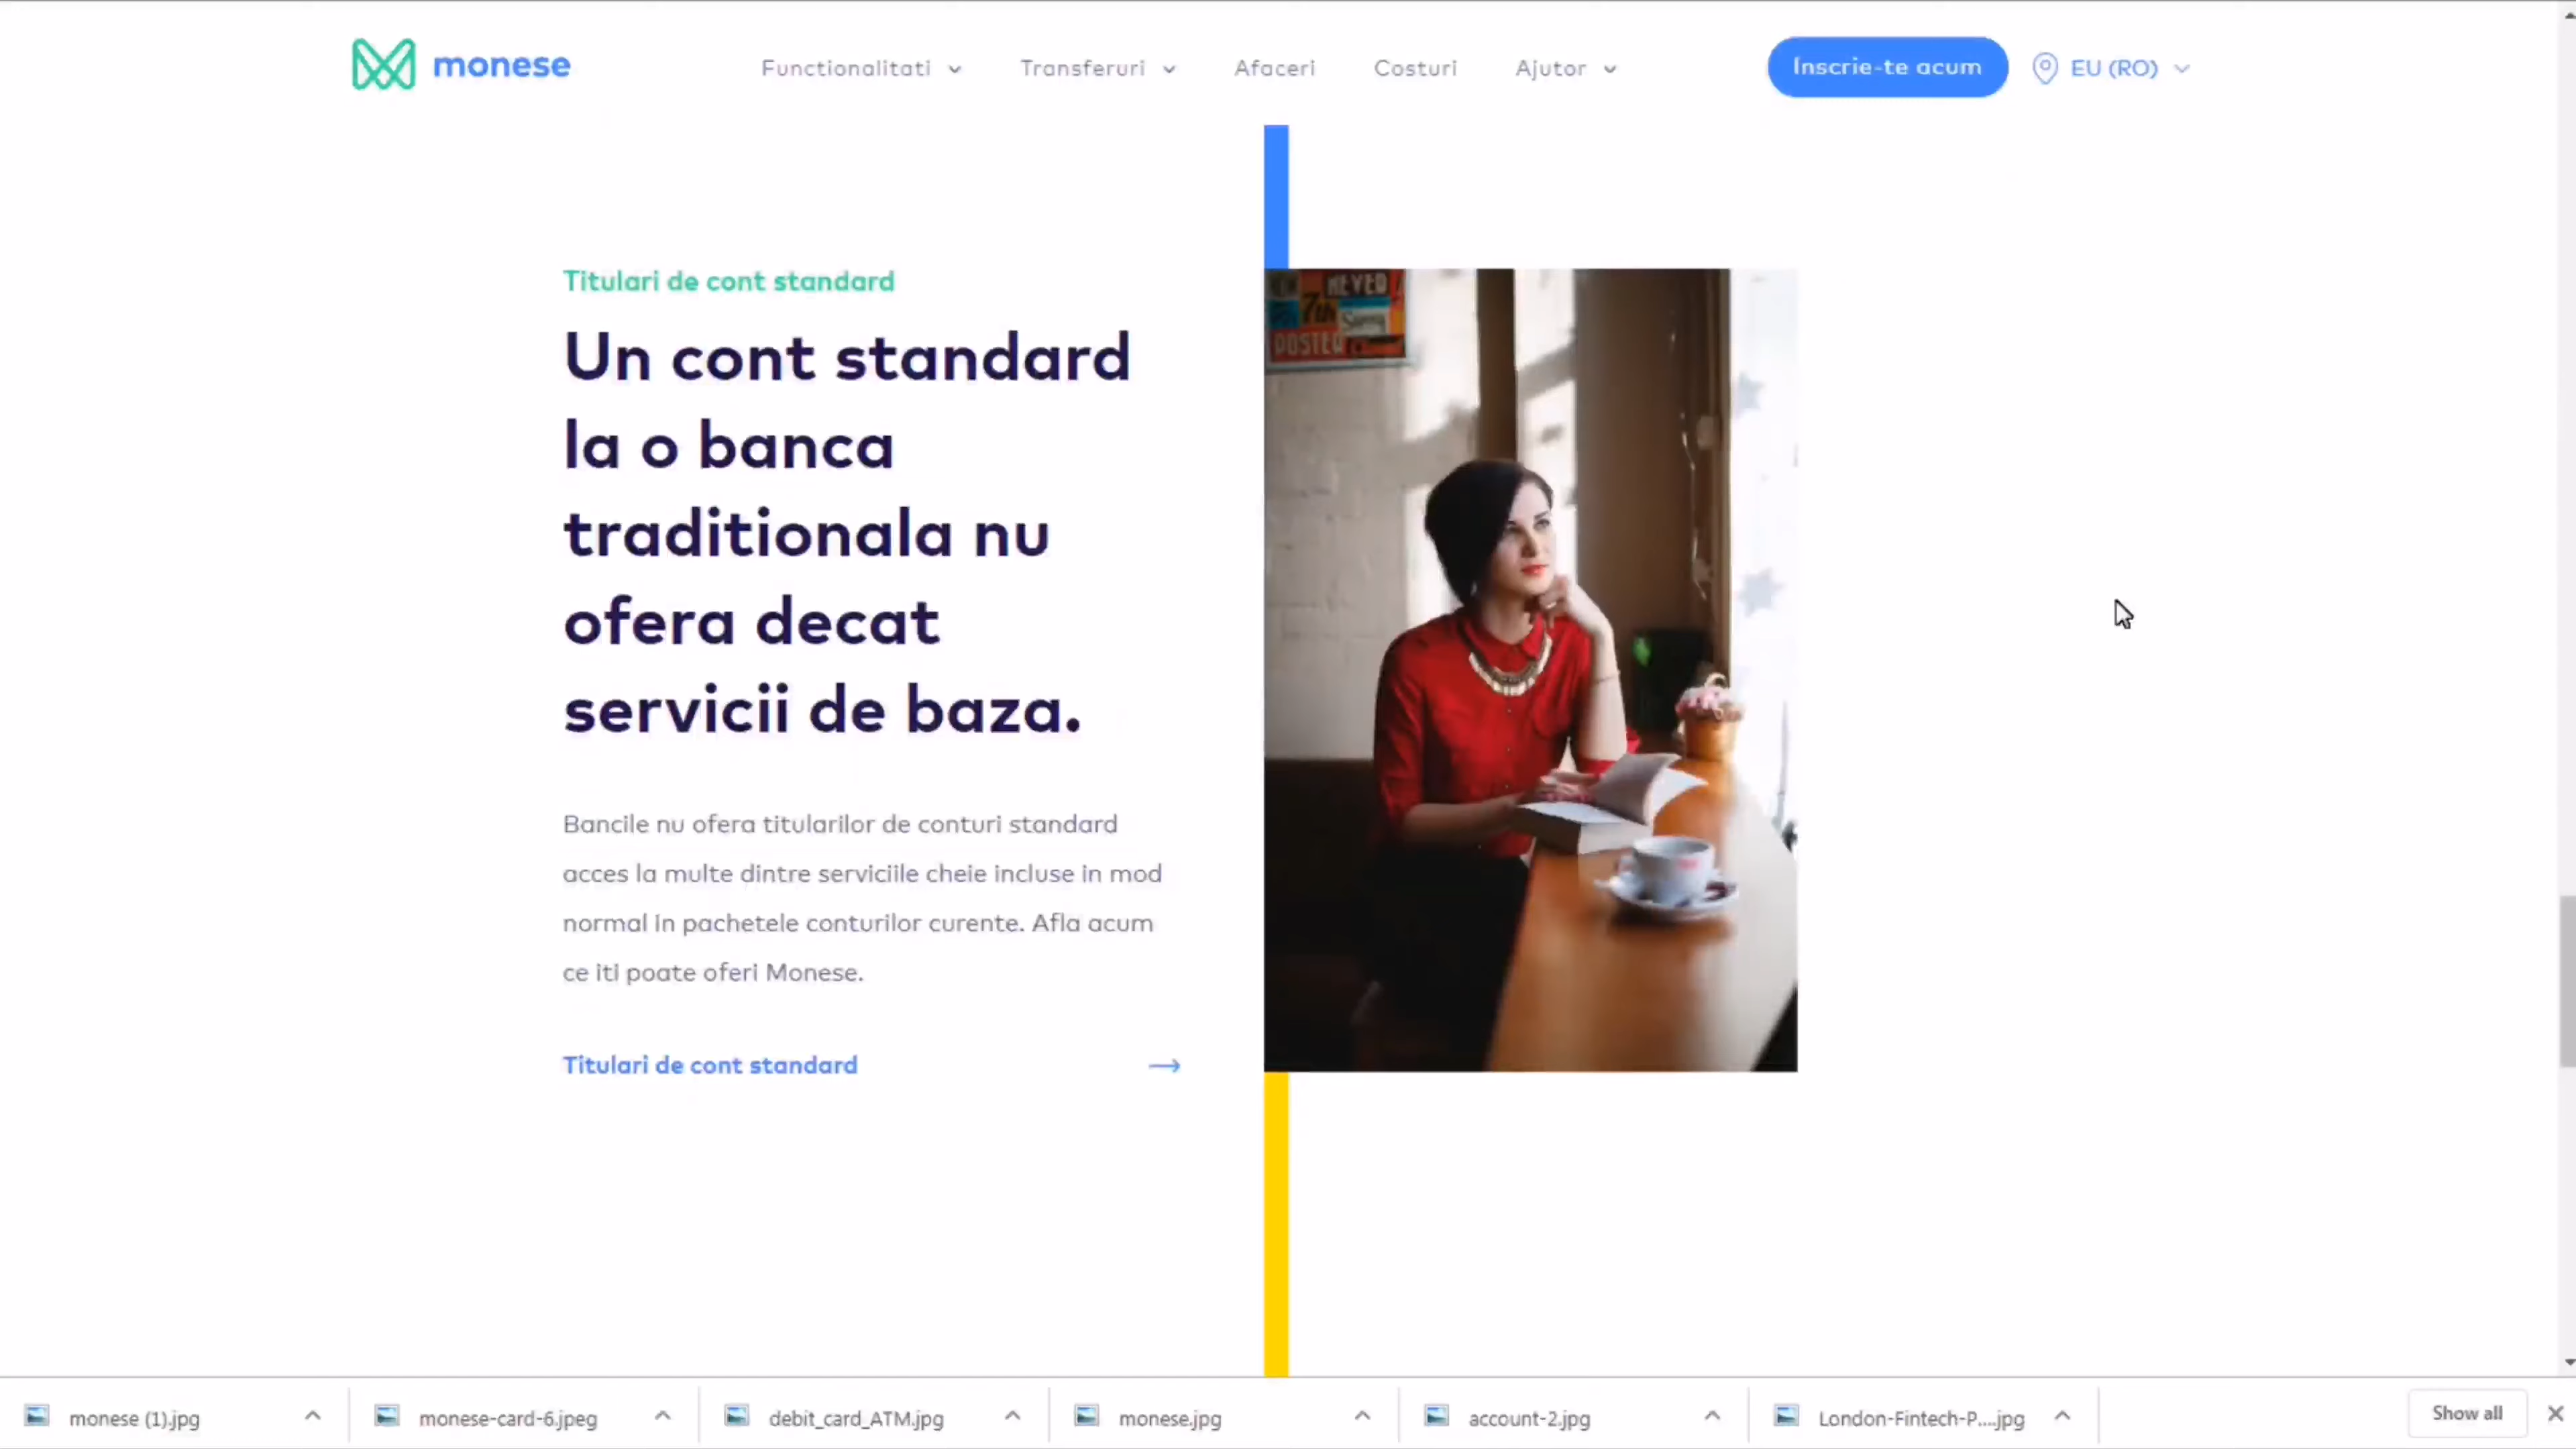 monese
Functionalitati
Transferuri
Afaceri
Costuri
Ajutor
Inscrie-te acum
EU (RO)
Titulari de cont standard
Un cont standard
la o banca
traditionala nu
ofera decat
servicii de baza.
Bancile nu ofera titularilor de conturi standard
acces la multe dintre serviciile cheie incluse in mod
normal in pachetele conturilor curente. Afla acum
ce iti poate oferi Monese.
Titulari de cont standard
NEVER
7th
POSTED
monese (1).jpg
monese-card-6.jpeg
debit_card_ATM.jpg
monese.jpg
account-2.jpg
London-Fintech-P....jpg
Show all